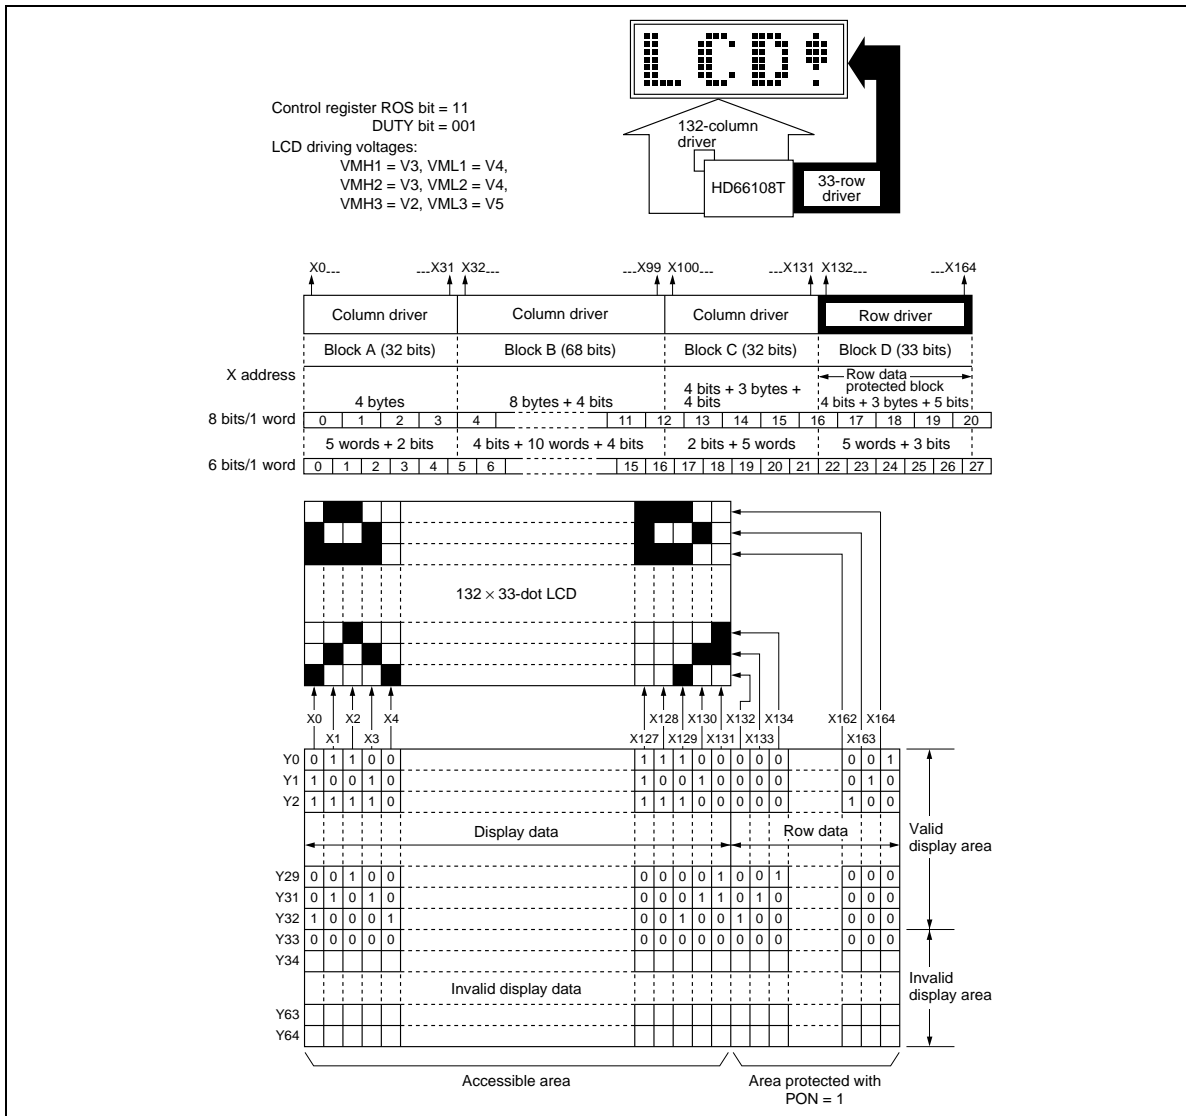 LCD!
Control register ROS bit = 11
DUTY bit = 001
LCD driving voltages:
VMH1 = V3, VML1 = V4,
VMH2 = V3, VML2 = V4,
VMH3 = V2, VML3 = V5
132-column
driver
HD66108T
33-row
driver
X0--- ---X31 X32--- ---X99 X100--- ---X131 X132--- ---X164
Column driver Column driver Column driver Row driver
Block A (32 bits) Block B (68 bits) Block C (32 bits) Block D (33 bits)
X address
Row data
protected block
4 bytes 8 bytes + 4 bits 4 bits + 3 bytes +
4 bits 4 bits + 3 bytes + 5 bits
8 bits/1 word 0 1 2 3 4 11 12 13 14 15 16 17 18 19 20
5 words + 2 bits 4 bits + 10 words + 4 bits 2 bit + 5 words 5 words + 3 bits
6 bits/1 word 0 1 2 3 4 5 6 15 16 17 18 19 20 21 22 23 24 25 26 27
132 × 33-dot LCD
X0 X2 X4 X128 X130 X132 X134 X162 X164
X1 X3 X127 X129 X131 X133 X163
Y0 0 1 1 0 0 1 1 1 0 0 0 0 0 0 0 1
Y1 1 0 0 1 0 1 0 0 1 0 0 0 0 0 1 0
Y2 1 1 1 1 0 1 1 1 0 0 0 0 0 1 0 0
Display data Row data
Valid
display area
Y29 0 0 1 0 0 0 0 0 0 1 0 0 1 0 0 0
Y31 0 1 0 1 0 0 0 0 1 1 0 1 0 0 0 0
Y32 1 0 0 0 1 0 0 1 0 0 1 0 0 0 0 0
Y33 0 0 0 0 0 0 0 0 0 0 0 0 0 0 0 0
Y34
Invalid display data
Invalid
display area
Y63
Y64
Accessible area Area protected with
PON = 1